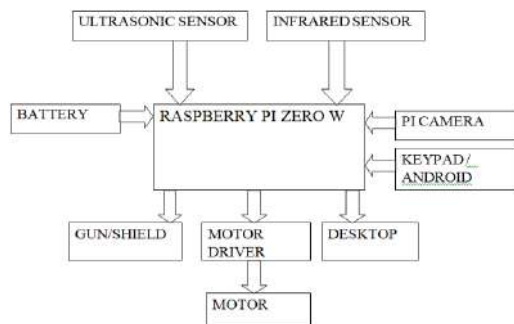 ULTRASONIC SENSOR
INFRARED SENSOR
BATTERY
RASPBERRY PI ZERO W
PI CAMERA
KEYPAD/
ANDROID
GUN/SHIELD
MOTOR
DRIVER
DESKTOP
MOTOR